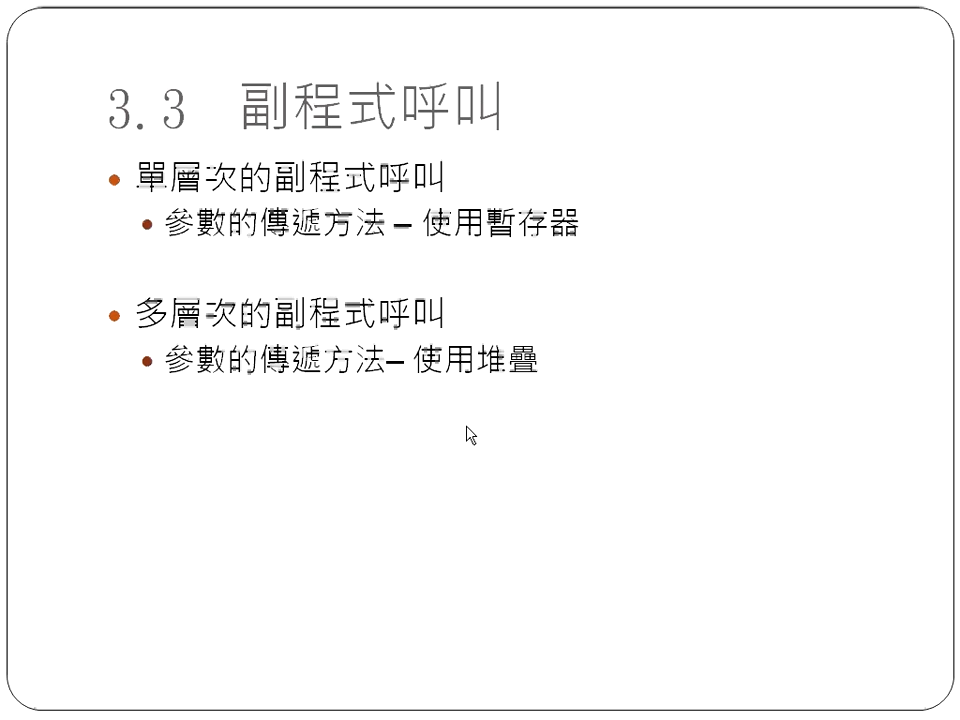 3.3 副程式呼叫
單層次的副程式呼叫
參數的傳遞方法 – 使用暫存器
多層次的副程式呼叫
參數的傳遞方法– 使用堆疊